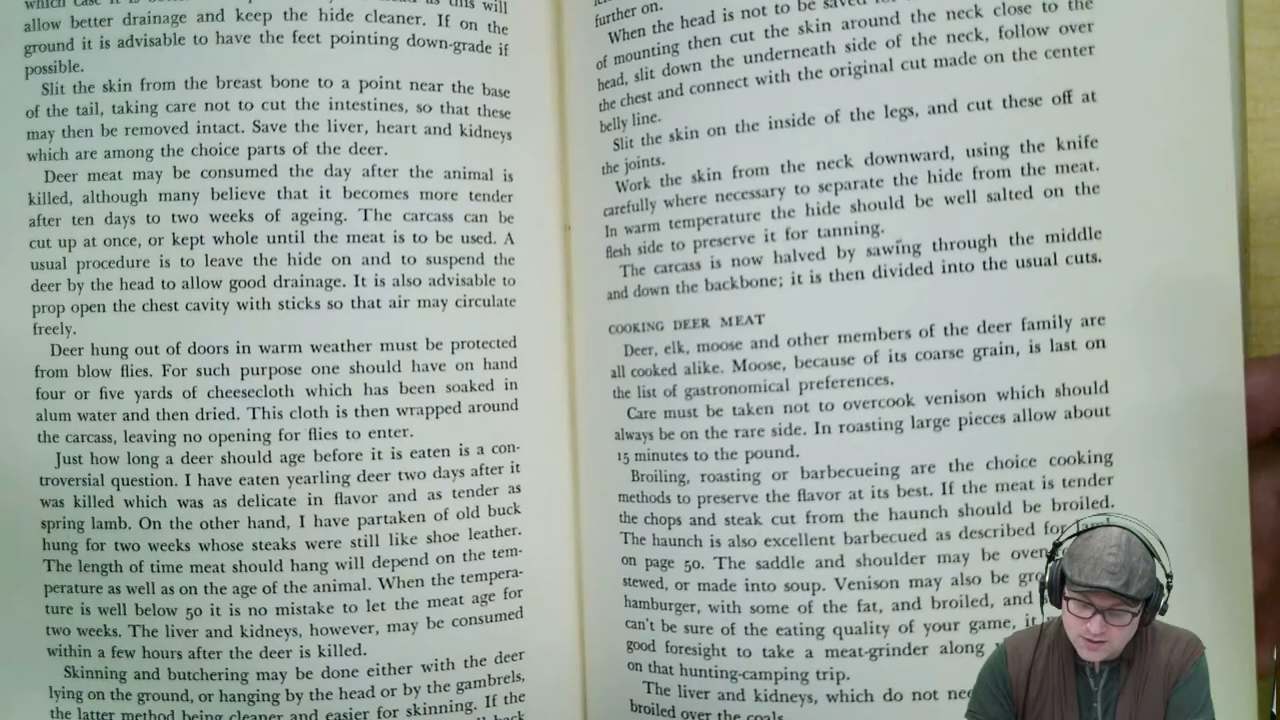 which case it is as this will
allow better drainage and keep the hide cleaner. If on the
ground it is advisable to have the feet pointing down-grade if
possible.
Slit the skin from the breast bone to a point near the base
of the tail, taking care not to cut the intestines, so that these
may then be removed intact. Save the liver, heart and kidneys
which are among the choice parts of the deer.
Deer meat may be consumed the day after the animal is
killed, although many believe that it becomes more tender
after ten days to two weeks of ageing. The carcass can be
cut up at once, or kept whole until the meat is to be used. A
usual procedure is to leave the hide on and to suspend the
deer by the head to allow good drainage. It is also advisable to
prop open the chest cavity with sticks so that air may circulate
freely.
Deer hung out of doors in warm weather must be protected
from blow flies. For such purpose one should have on hand
four or five yards of cheesecloth which has been soaked in
alum water and then dried. This cloth is then wrapped around
the carcass, leaving no opening for flies to enter.
Just how long a deer should age before it is eaten is a con-
troversial question. I have eaten yearling deer two days after it
was killed which was as delicate in flavor and as tender as
spring lamb. On the other hand, I have partaken of old buck
hung for two weeks whose steaks were still like shoe leather.
The length of time meat should hang will depend on the tem-
perature as well as on the age of the animal. When the tempera-
ture is well below 50 it is no mistake to let the meat age for
two weeks. The liver and kidneys, however, may be consumed
within a few hours after the deer is killed.
Skinning and butchering may be done either with the deer
lying on the ground, or hanging by the head or by the gambrels,
the latter method being cleaner and easier for skinning. If the
further on.
When the head is not to be saved
of mounting then cut the skin around the neck close to the
head, slit down the underneath side of the neck, follow over
the chest and connect with the original cut made on the center
belly line.
Slit the skin on the inside of the legs, and cut these off at
the joints.
Work the skin from the neck downward, using the knife
carefully where necessary to separate the hide from the meat.
In warm temperature the hide should be well salted on the
flesh side to preserve it for tanning.
The carcass is now halved by sawing through the middle
and down the backbone; it is then divided into the usual cuts.
COOKING DEER MEAT
Deer, elk, moose and other members of the deer family are
all cooked alike. Moose, because of its coarse grain, is last on
the list of gastronomical preferences.
Care must be taken not to overcook venison which should
always be on the rare side. In roasting large pieces allow about
15 minutes to the pound.
Broiling, roasting or barbecueing are the choice cooking
methods to preserve the flavor at its best. If the meat is tender
the chops and steak cut from the haunch should be broiled.
The haunch is also excellent barbecued as described for lamb
on page 50. The saddle and shoulder may be
stewed, or made into soup. Venison may also be
hamburger, with some of the fat, and broiled, and
can't be sure of the eating quality of your game, it
good foresight to take a meat-grinder along
on that hunting-camping trip.
The liver and kidneys, which do not
broiled over the coals